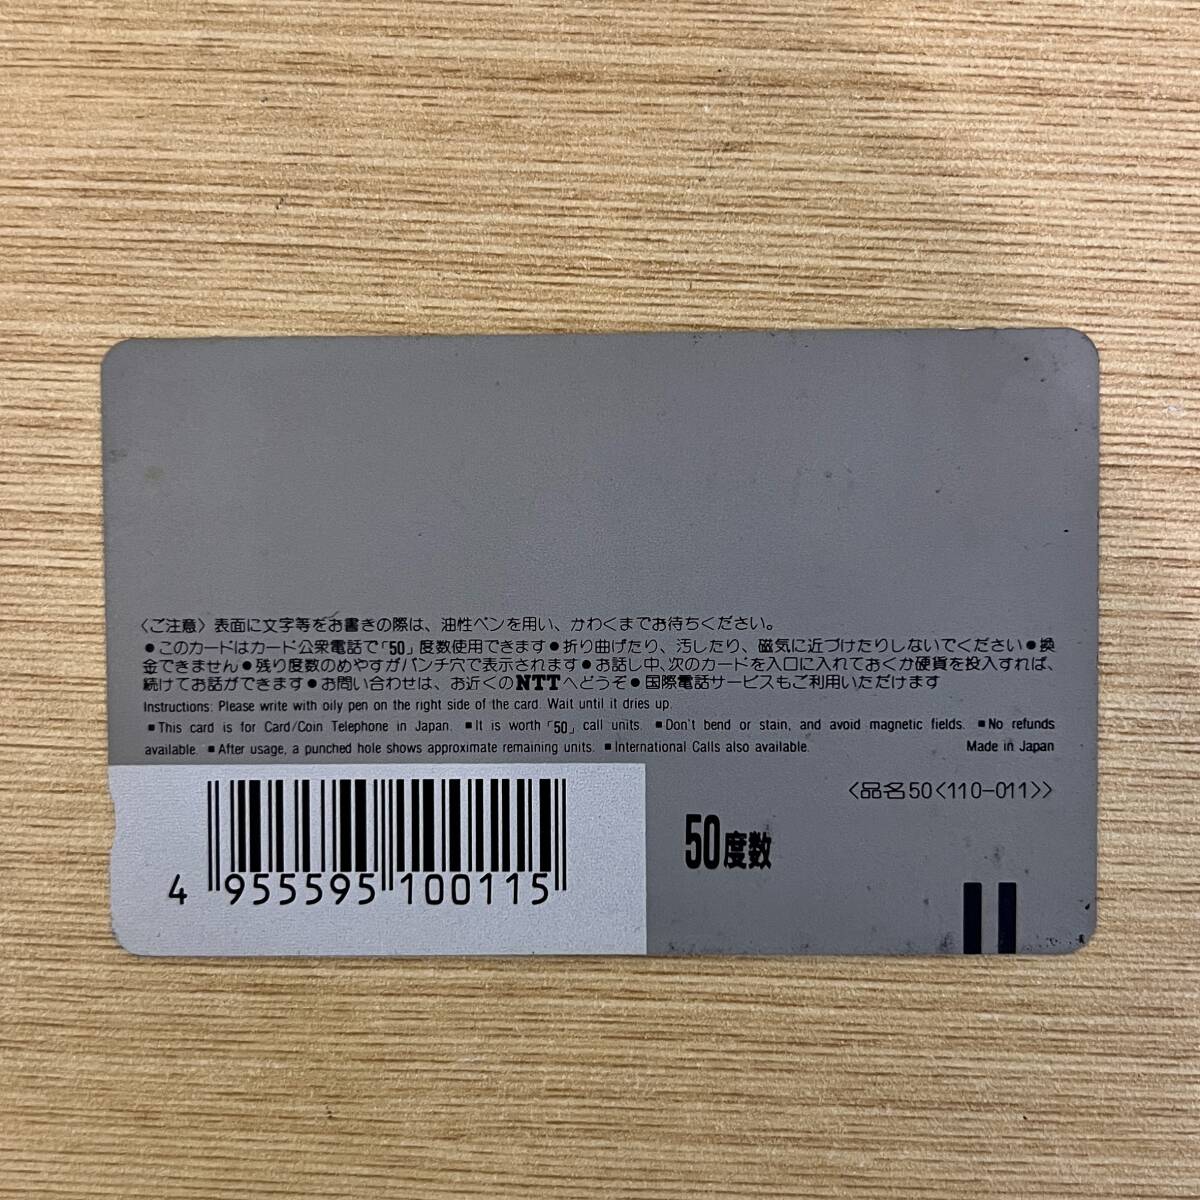 〈ご注意〉表面に文字等をお書きの際は、油性ペンを用い、かわくまでお待ちください。
●このカードはカード公衆電話で「50」度数使用できます●折り曲げたり、汚したり、磁気に近づけたりしないでください●換
金できません●残り度数のめやすがパンチ穴で表示されます●お話し中、次のカードを入口に入れておくか硬貨を投入すれば、
続けてお話ができます●お問い合わせは、お近くのNTTへどうぞ●国際電話サービスもご利用いただけます
Instructions: Please write with oily pen on the right side of the card. Wait until it dries up.
■This card is for Card/Coin Telephone in Japan. ■It is worth「50」call units. ■Don't bend or stain, and avoid magnetic fields. ■No refunds
available. ■After usage, a punched hole shows approximate remaining units. ■International Calls also available. Made in Japan
〈品名50〈110-011〉〉
50度数
4 955595 100115